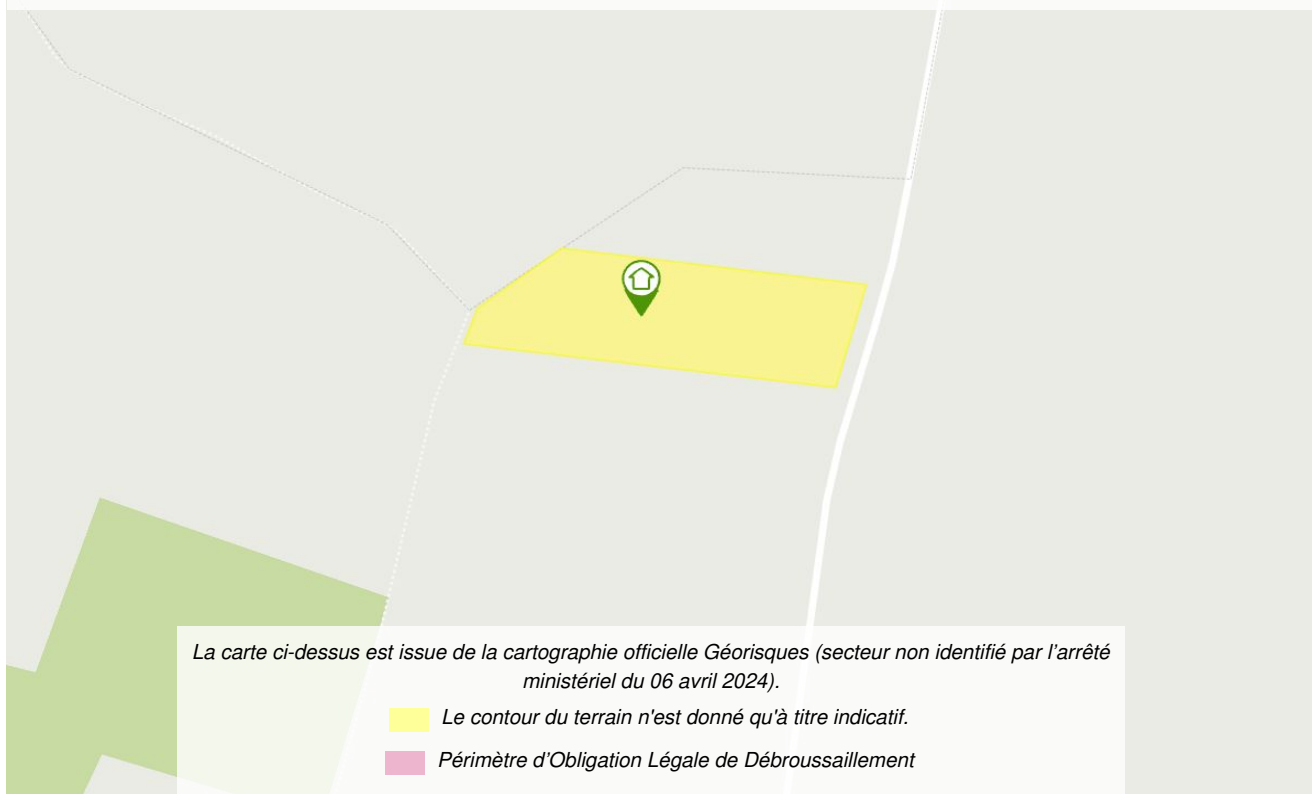 La carte ci-dessus est issue de la cartographie officielle Géorisques (secteur non identifié par l'arrêté
ministériel du 06 avril 2024).
Le contour du terrain n'est donné qu'à titre indicatif.
Périmètre d'Obligation Légale de Débroussaillement